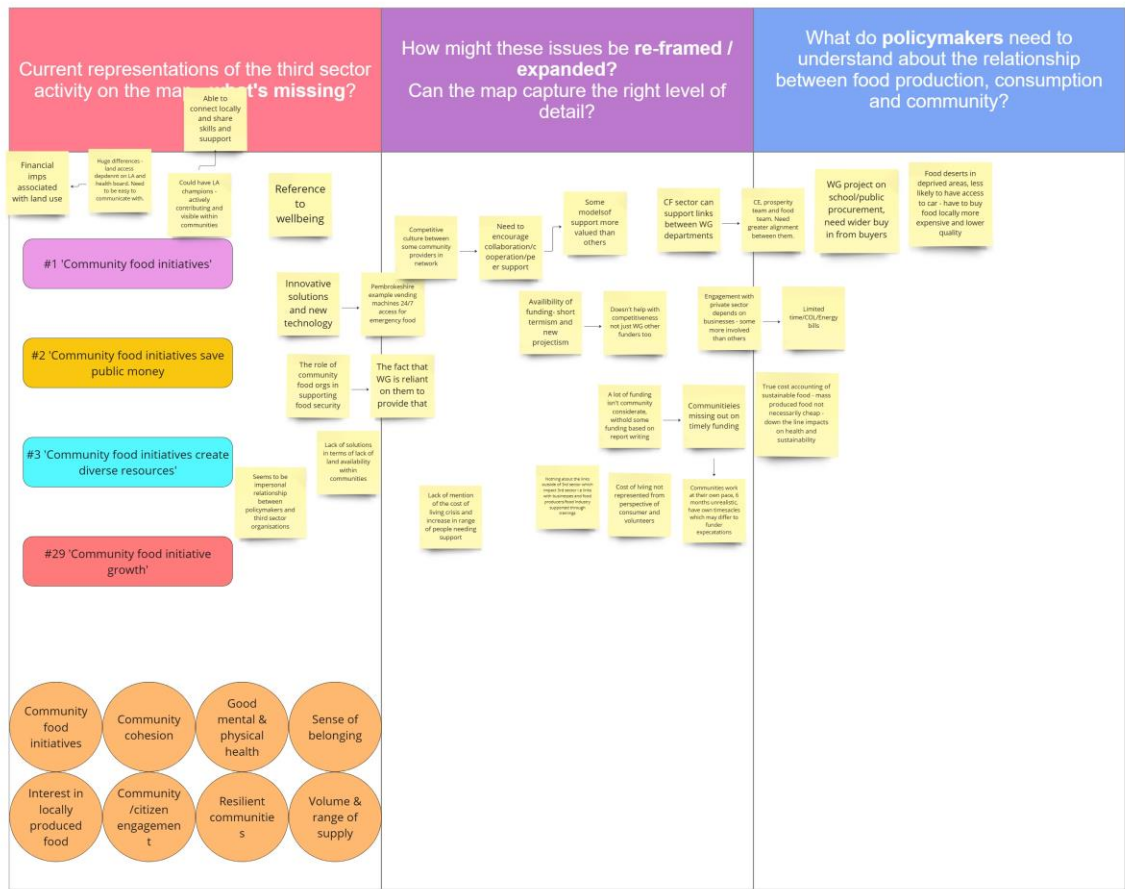 Current representations of the third sector
activity on the map
what's missing?
How might these issues be re-framed /
expanded?
Can the map capture the right level of
detail?
What do policymakers need to
understand about the relationship
between food production, consumption
and community?
Able to
connect locally
and share
skills and
suupport
Financial
imps
associated
with land use
Huge differences -
land access
depdennt on LA and
health board. Need
to be easy to
communicate with.
Could have LA
champions -
actively
contributing and
visible within
communities
Reference
to
wellbeing
#1 'Community food initiatives'
Innovative
solutions
and new
technology
Pembrokeshire
example vending
machines 24/7
access for
emergency food
#2 'Community food initiatives save
public money
The role of
community
food orgs in
supporting
food security
The fact that
WG is reliant
on them to
provide that
#3 'Community food initiatives create
diverse resources'
Seems to be
impersonal
relationship
between
policymakers and
third sector
organisations
Lack of solutions
in terms of lack of
land availability
within
communities
#29 'Community food initiative
growth'
Community
food
initiatives
Community
cohesion
Good
mental &
physical
health
Sense of
belonging
Interest in
locally
produced
food
Community
/citizen
engagemen
t
Resilient
communitie
s
Volume &
range of
supply
Competitive
culture between
some community
providers in
network
Need to
encourage
collaboration/c
ooperation/pe
er support
Some
modelsof
support more
valued than
others
CF sector can
support links
between WG
departments
CE, prosperity
team and food
team. Need
greater alignment
between them.
WG project on
school/public
procurement,
need wider buy
in from buyers
Food deserts in
deprived areas, less
likely to have access
to car - have to
buy food locally more
expensive and lower
quality
Availibility of
funding- short
termism and
new
projectism
Doesn't help with
competitiveness
not just WG other
funders too
Engagement with
private sector
depends on
businesses - some
more involved than
others
Limited
time/COL/Energy
bills
A lot of funding
isn't community
considerate,
withold some
funding based on
report writing
Communitieles
missing out on
timely funding
True cost accounting of
sustainable food - mass
produced food not
necessarily cheap -
down the line impacts
on health and
sustainability
Lack of mention
of the cost of
living crisis and
increase in range
of people needing
support
Cost of lving not
represented from
perspective of
consumer and
volunteers
Communities work
at their own pace, 6
months unrealistic,
have own timesacles
which may differ to
funder
expecatations